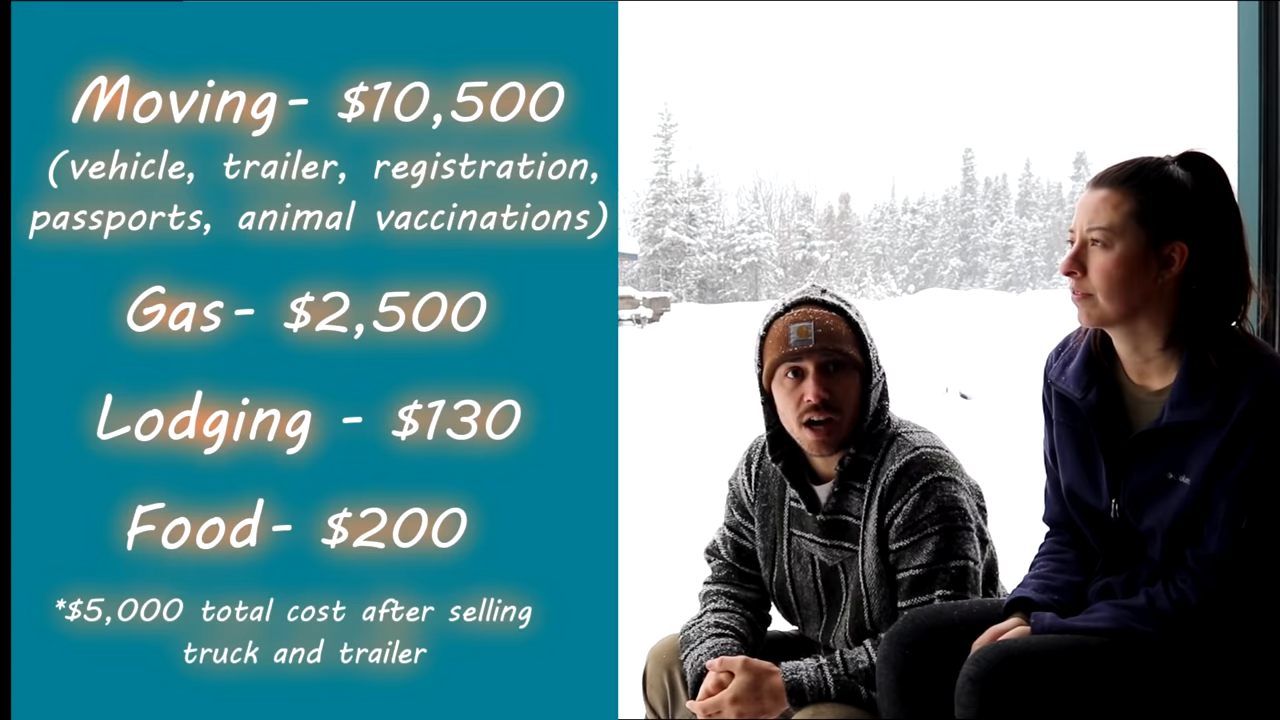 Moving- $10,500
(vehicle, trailer, registration,
passports, animal vaccinations)
Gas- $2,500
Lodging - $130
Food- $200
*$5,000 total cost after selling
truck and trailer